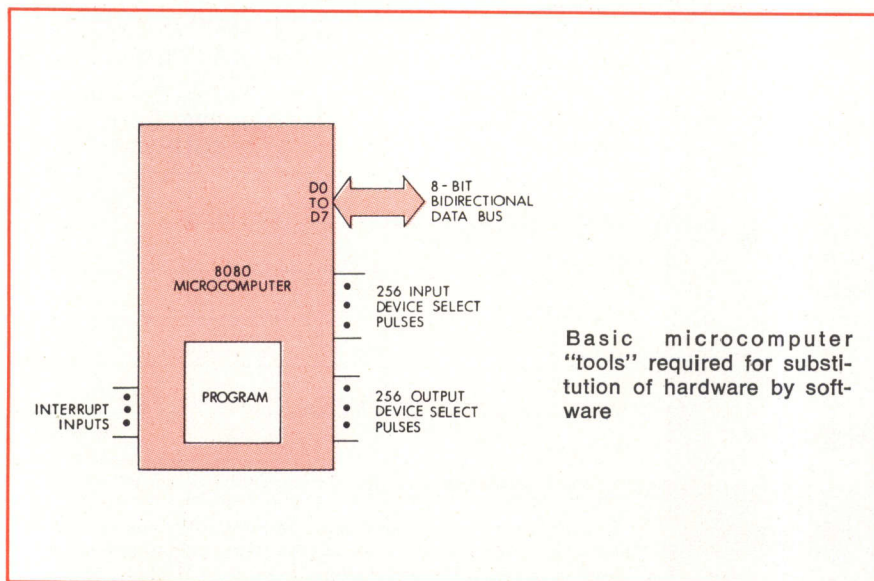 D0
TO
D7
8-BIT
BIDIRECTIONAL
DATA BUS
8080
MICROCOMPUTER
256 INPUT
DEVICE SELECT
PULSES
PROGRAM
INTERRUPT
INPUTS
256 OUTPUT
DEVICE SELECT
PULSES
Basic microcomputer
"tools" required for substi-
tution of hardware by soft-
ware